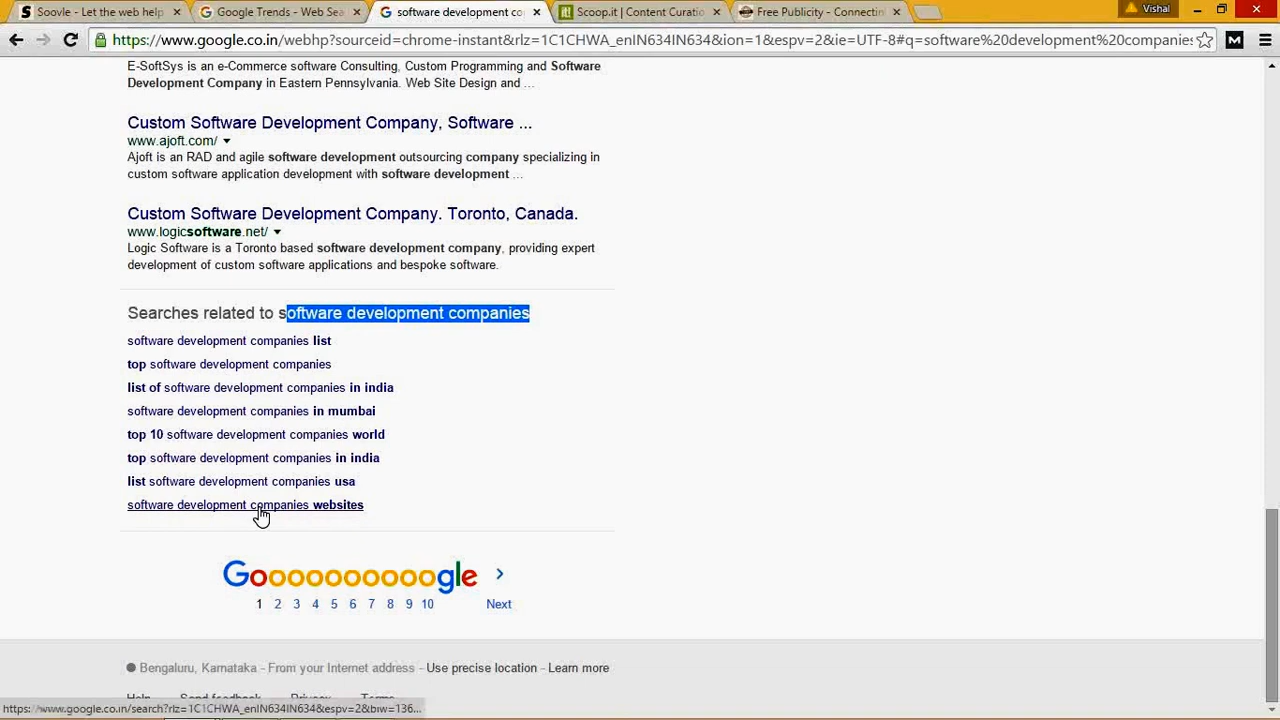 Soovle - Let the web help
Google Trends - Web Sea
software development co
Scoop.it | Content Curatio
Free Publicity - Connectin
Vishal
https://www.google.co.in/webhp?sourceid=chrome-instant&rlz=1C1CHWA_enIN634IN634&ion=1&espv=2&ie=UTF-8#q=software%20development%20companies
E-SoftSys is an e-Commerce software Consulting, Custom Programming and Software
Development Company in Eastern Pennsylvania. Web Site Design and ...
Custom Software Development Company, Software ...
www.ajoft.com/
Ajoft is an RAD and agile software development outsourcing company specializing in
custom software application development with software development ...
Custom Software Development Company. Toronto, Canada.
www.logicsoftware.net/
Logic Software is a Toronto based software development company, providing expert
development of custom software applications and bespoke software.
Searches related to software development companies
software development companies list
top software development companies
list of software development companies in india
software development companies in mumbai
top 10 software development companies world
top software development companies in india
list software development companies usa
software development companies websites
Goooooooooogle
1 2 3 4 5 6 7 8 9 10 Next
Bengaluru, Karnataka - From your Internet address - Use precise location - Learn more
Help Send feedback Privacy Terms
https://www.google.co.in/search?rlz=1C1CHWA_enIN634IN634&espv=2&biw=136...